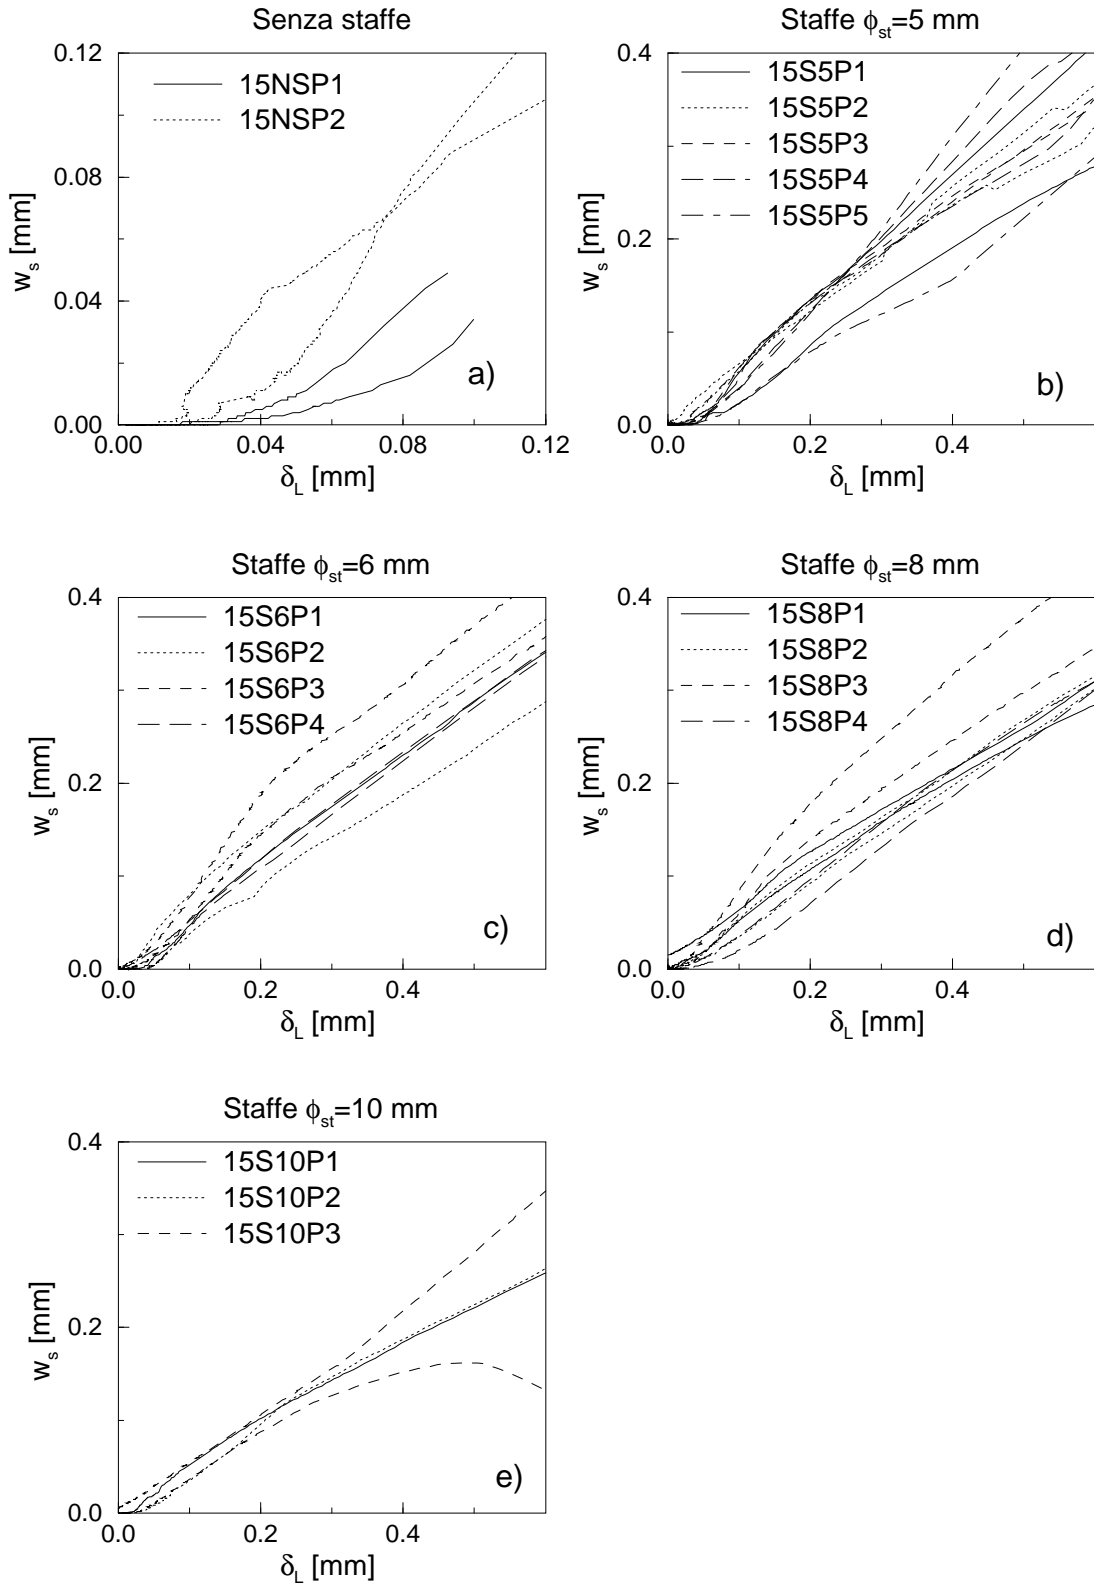 Senza staffe
0.12
15NSP1
15NSP2
0.08
w_s [mm]
0.04
a)
0.00
0.00 0.04 0.08 0.12
δ_L [mm]
Staffe ϕ_st=5 mm
0.4
15S5P1
15S5P2
15S5P3
15S5P4
15S5P5
w_s [mm]
0.2
b)
0.0
0.0 0.2 0.4
δ_L [mm]
Staffe ϕ_st=6 mm
0.4
15S6P1
15S6P2
15S6P3
15S6P4
w_s [mm]
0.2
c)
0.0
0.0 0.2 0.4
δ_L [mm]
Staffe ϕ_st=8 mm
0.4
15S8P1
15S8P2
15S8P3
15S8P4
w_s [mm]
0.2
d)
0.0
0.0 0.2 0.4
δ_L [mm]
Staffe ϕ_st=10 mm
0.4
15S10P1
15S10P2
15S10P3
w_s [mm]
0.2
e)
0.0
0.0 0.2 0.4
δ_L [mm]